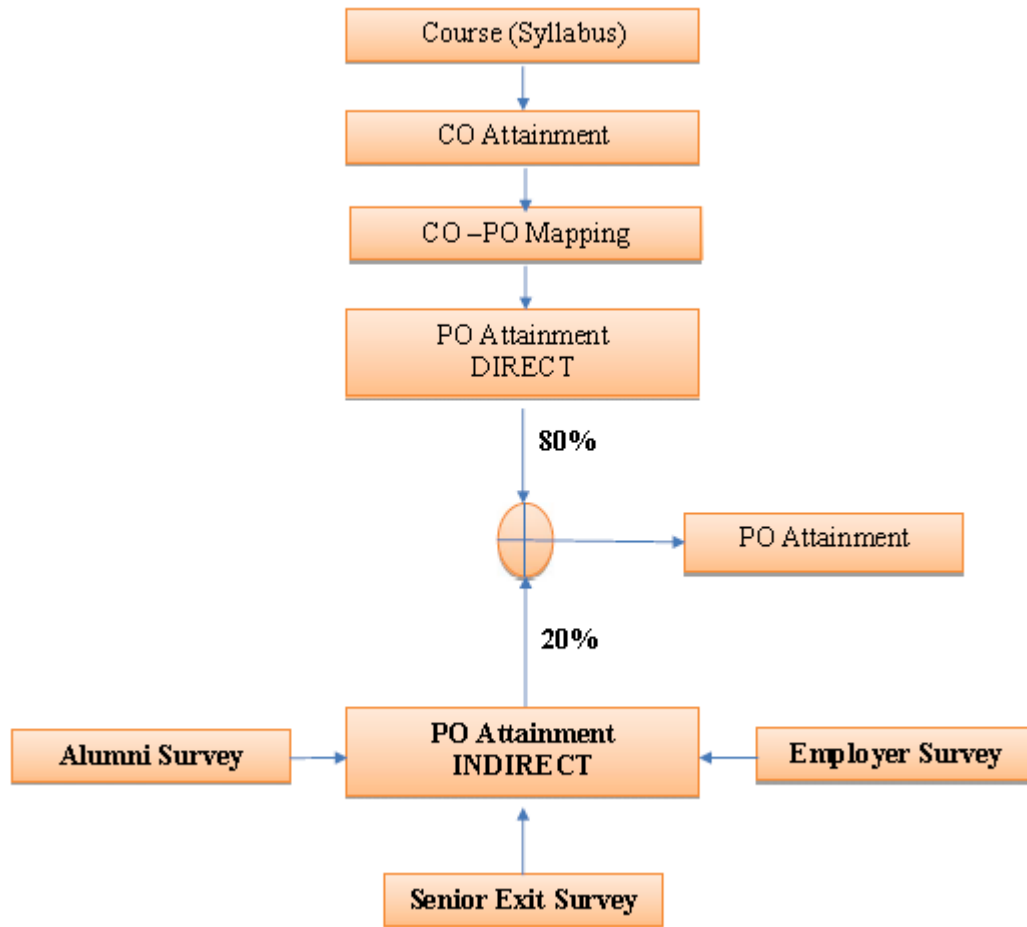 Course (Syllabus)
CO Attainment
CO –PO Mapping
PO Attainment
DIRECT
80%
PO Attainment
20%
PO Attainment
INDIRECT
Alumni Survey
Employer Survey
Senior Exit Survey